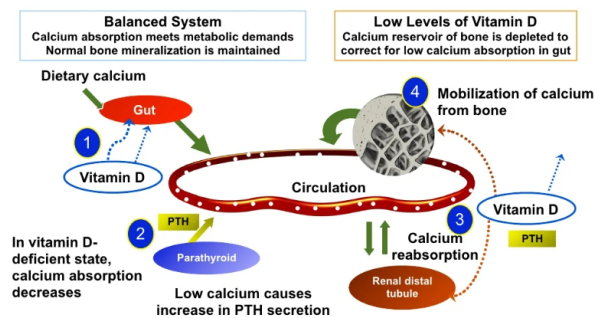 Balanced System
Calcium absorption meets metabolic demands
Normal bone mineralization is maintained
Low Levels of Vitamin D
Calcium reservoir of bone is depleted to
correct for low calcium absorption in gut
Dietary calcium
Gut
1
Vitamin D
4
Mobilization of calcium
from bone
Circulation
2
PTH
Parathyroid
In vitamin D-
deficient state,
calcium absorption
decreases
Low calcium causes
increase in PTH secretion
3
Vitamin D
PTH
Calcium
reabsorption
Renal distal
tubule